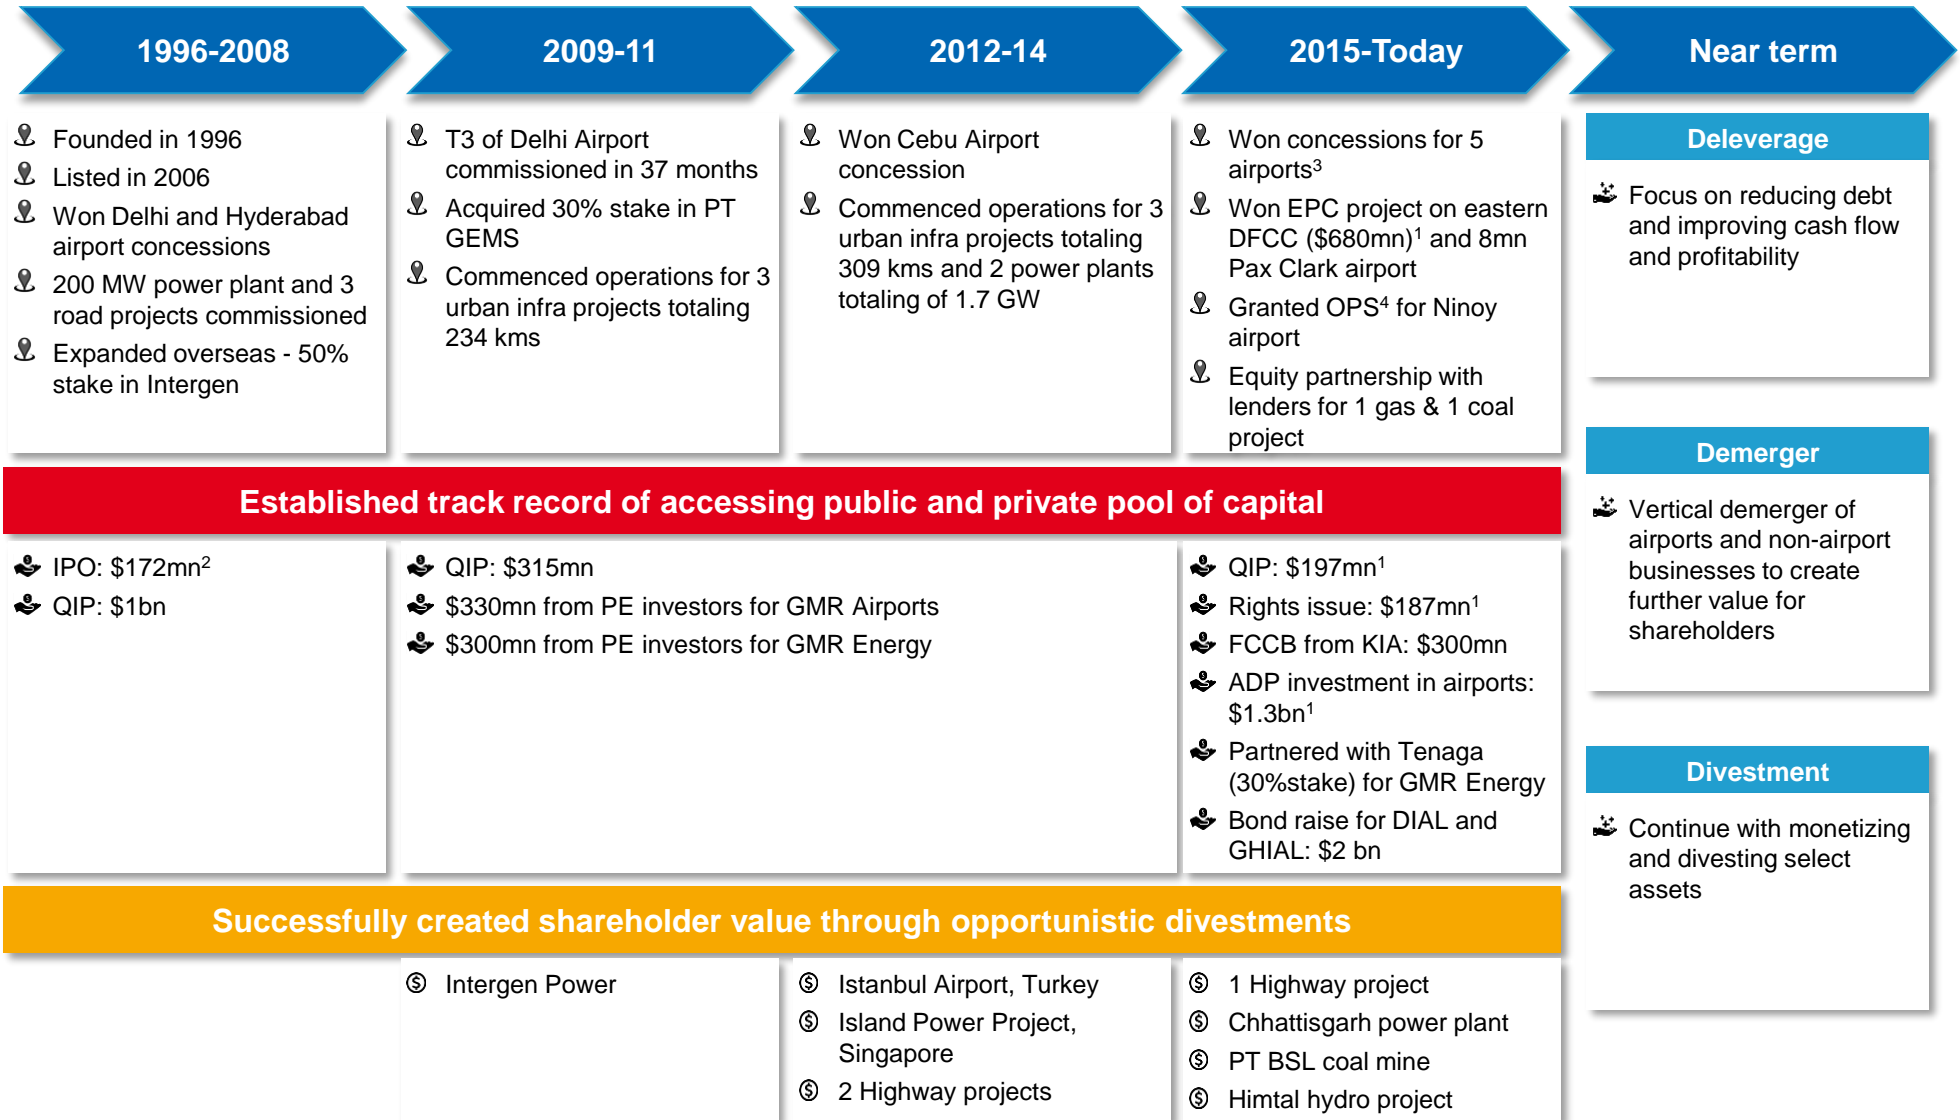 1996-2008
2009-11
2012-14
2015-Today
Near term
Founded in 1996
Listed in 2006
Won Delhi and Hyderabad
airport concessions
200 MW power plant and 3
road projects commissioned
Expanded overseas - 50%
stake in Intergen
T3 of Delhi Airport
commissioned in 37 months
Acquired 30% stake in PT
GEMS
Commenced operations for 3
urban infra projects totaling
234 kms
Won Cebu Airport
concession
Commenced operations for 3
urban infra projects totaling
309 kms and 2 power plants
totaling of 1.7 GW
Won concessions for 5
airports³
Won EPC project on eastern
DFCC ($680mn)¹ and 8mn
Pax Clark airport
Granted OPS⁴ for Ninoy
airport
Equity partnership with
lenders for 1 gas & 1 coal
project
Deleverage
Focus on reducing debt
and improving cash flow
and profitability
Demerger
Vertical demerger of
airports and non-airport
businesses to create
further value for
shareholders
Divestment
Continue with monetizing
and divesting select
assets
Established track record of accessing public and private pool of capital
IPO: $172mn²
QIP: $1bn
QIP: $315mn
$330mn from PE investors for GMR Airports
$300mn from PE investors for GMR Energy
QIP: $197mn¹
Rights issue: $187mn¹
FCCB from KIA: $300mn
ADP investment in airports:
$1.3bn¹
Partnered with Tenaga
(30%stake) for GMR Energy
Bond raise for DIAL and
GHIAL: $2 bn
Successfully created shareholder value through opportunistic divestments
Intergen Power
Istanbul Airport, Turkey
Island Power Project,
Singapore
2 Highway projects
1 Highway project
Chhattisgarh power plant
PT BSL coal mine
Himtal hydro project